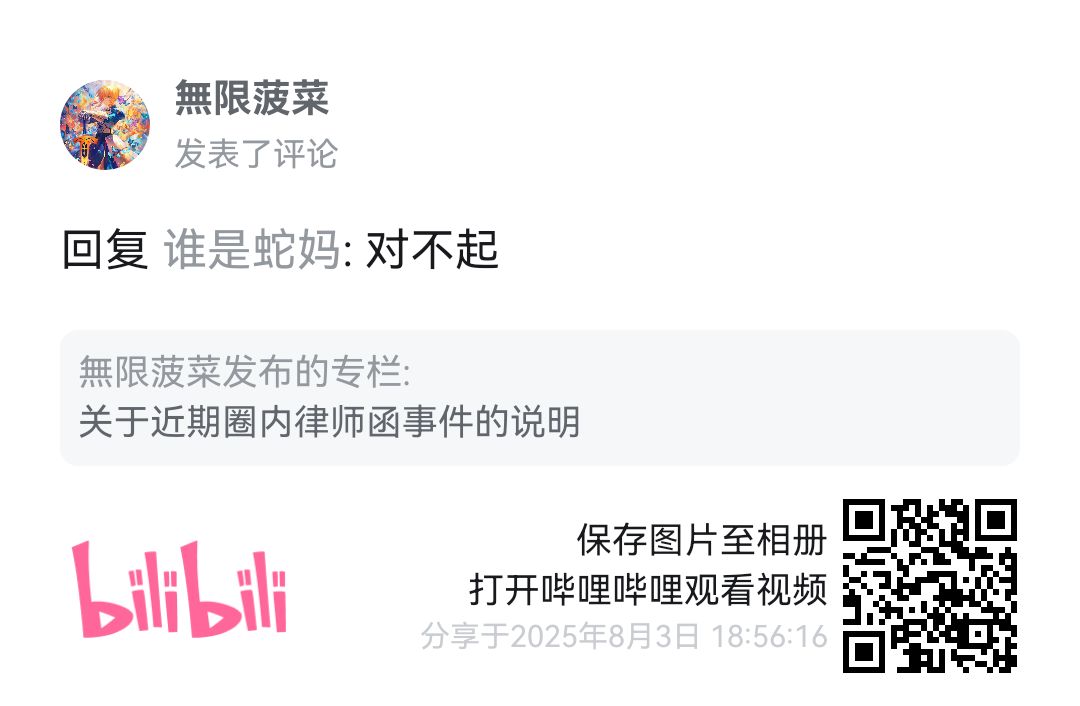 無限菠菜
发表了评论
回复 谁是蛇妈: 对不起
無限菠菜发布的专栏:
关于近期圈内律师函事件的说明
保存图片至相册
打开哔哩哔哩观看视频
分享于2025年8月3日 18:56:16
bilibili